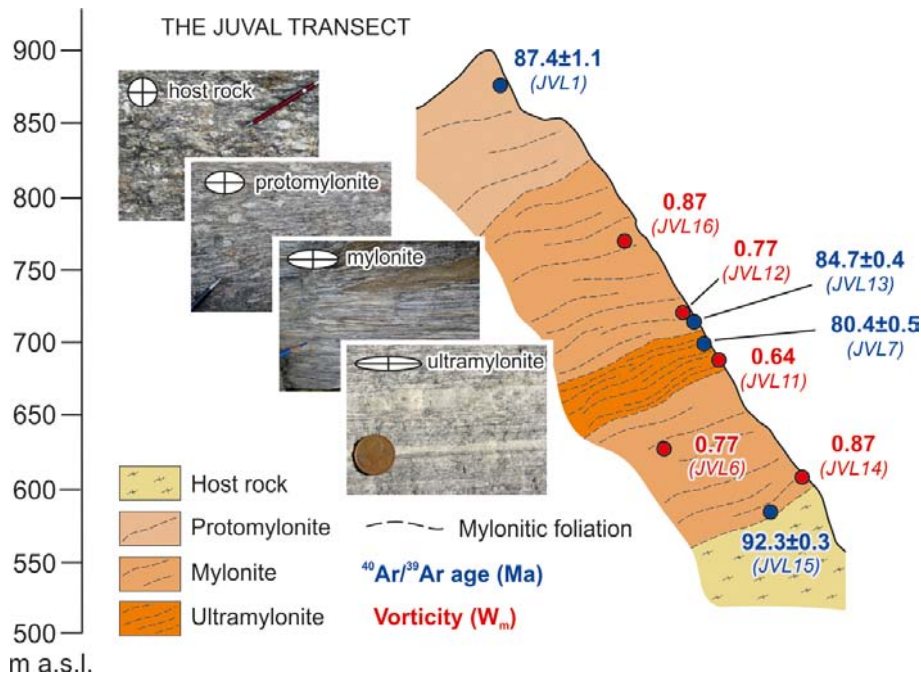 THE JUVAL TRANSECT
900
850
800
750
700
650
600
550
500
m a.s.l.
host rock
protomylonite
mylonite
ultramylonite
87.4±1.1
(JVL1)
0.87
(JVL16)
0.77
(JVL12)
84.7±0.4
(JVL13)
80.4±0.5
(JVL7)
0.64
(JVL11)
0.77
(JVL6)
0.87
(JVL14)
92.3±0.3
(JVL15)
Host rock
Protomylonite
Mylonite
Ultramylonite
Mylonitic foliation
⁴⁰Ar/³⁹Ar age (Ma)
Vorticity (Wₘ)